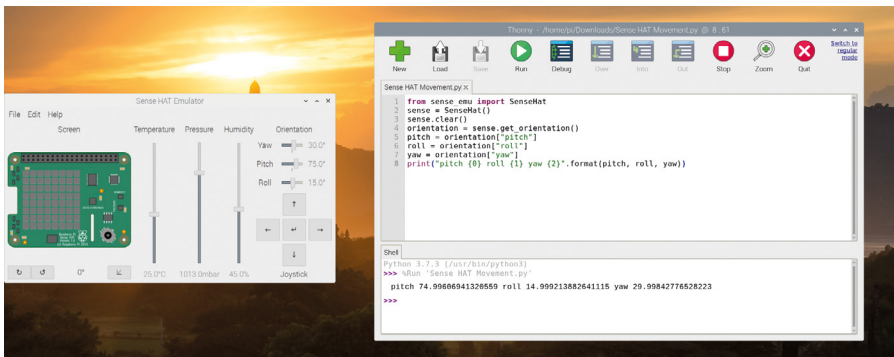 Sense HAT Emulator
File Edit Help
Screen Temperature Pressure Humidity Orientation
Yaw 30.0°
Pitch 75.0°
Roll 15.0°
↑
← ↵ →
↓
↻ ↺ 0° 25.0°C 1013.0mbar 45.0% Joystick
Thonny - /home/pi/Downloads/Sense HAT Movement.py @ 8 : 61
New Load Save Run Debug Over Into Out Stop Zoom Quit
Switch to
regular
mode
Sense HAT Movement.py ×
1 from sense_emu import SenseHat
2 sense = SenseHat()
3 sense.clear()
4 orientation = sense.get_orientation()
5 pitch = orientation["pitch"]
6 roll = orientation["roll"]
7 yaw = orientation["yaw"]
8 print("pitch {0} roll {1} yaw {2}".format(pitch, roll, yaw))
Shell
Python 3.7.3 (/usr/bin/python3)
>>> %Run 'Sense HAT Movement.py'
pitch 74.99606941320559 roll 14.999213882641115 yaw 29.99842776528223
>>>